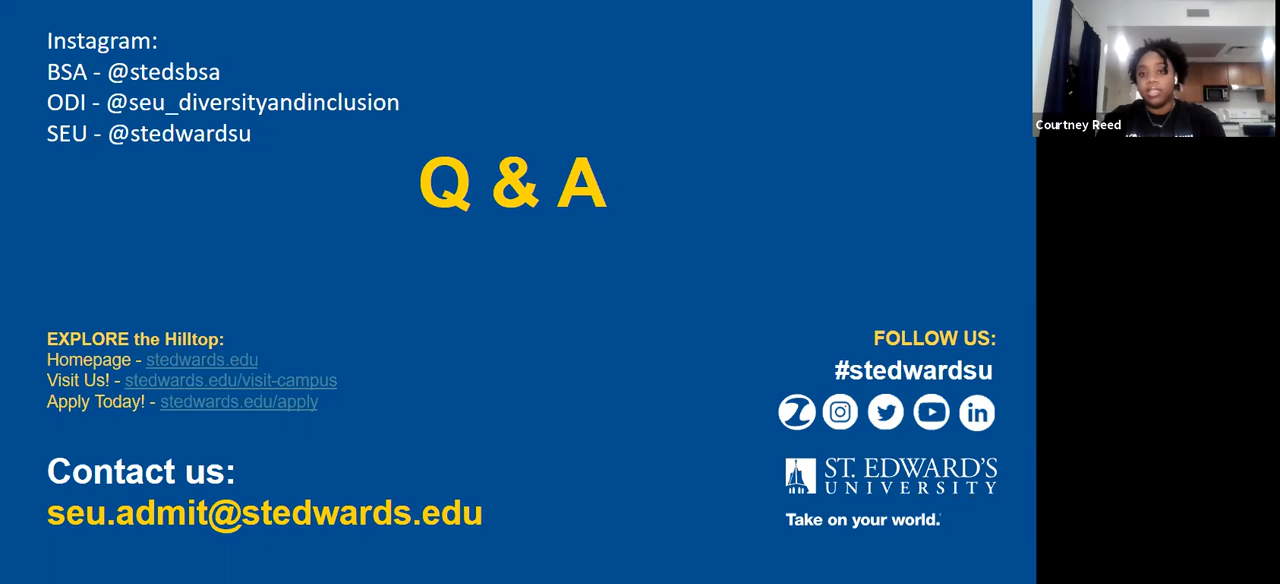 Instagram:
BSA - @stedsbsa
ODI - @seu_diversityandinclusion
SEU - @stedwardsu
Q & A
EXPLORE the Hilltop:
Homepage - stedwards.edu
Visit Us! - stedwards.edu/visit-campus
Apply Today! - stedwards.edu/apply
Contact us:
seu.admit@stedwards.edu
FOLLOW US:
#stedwardsu
in
ST. EDWARD'S
UNIVERSITY
Take on your world.
Courtney Reed